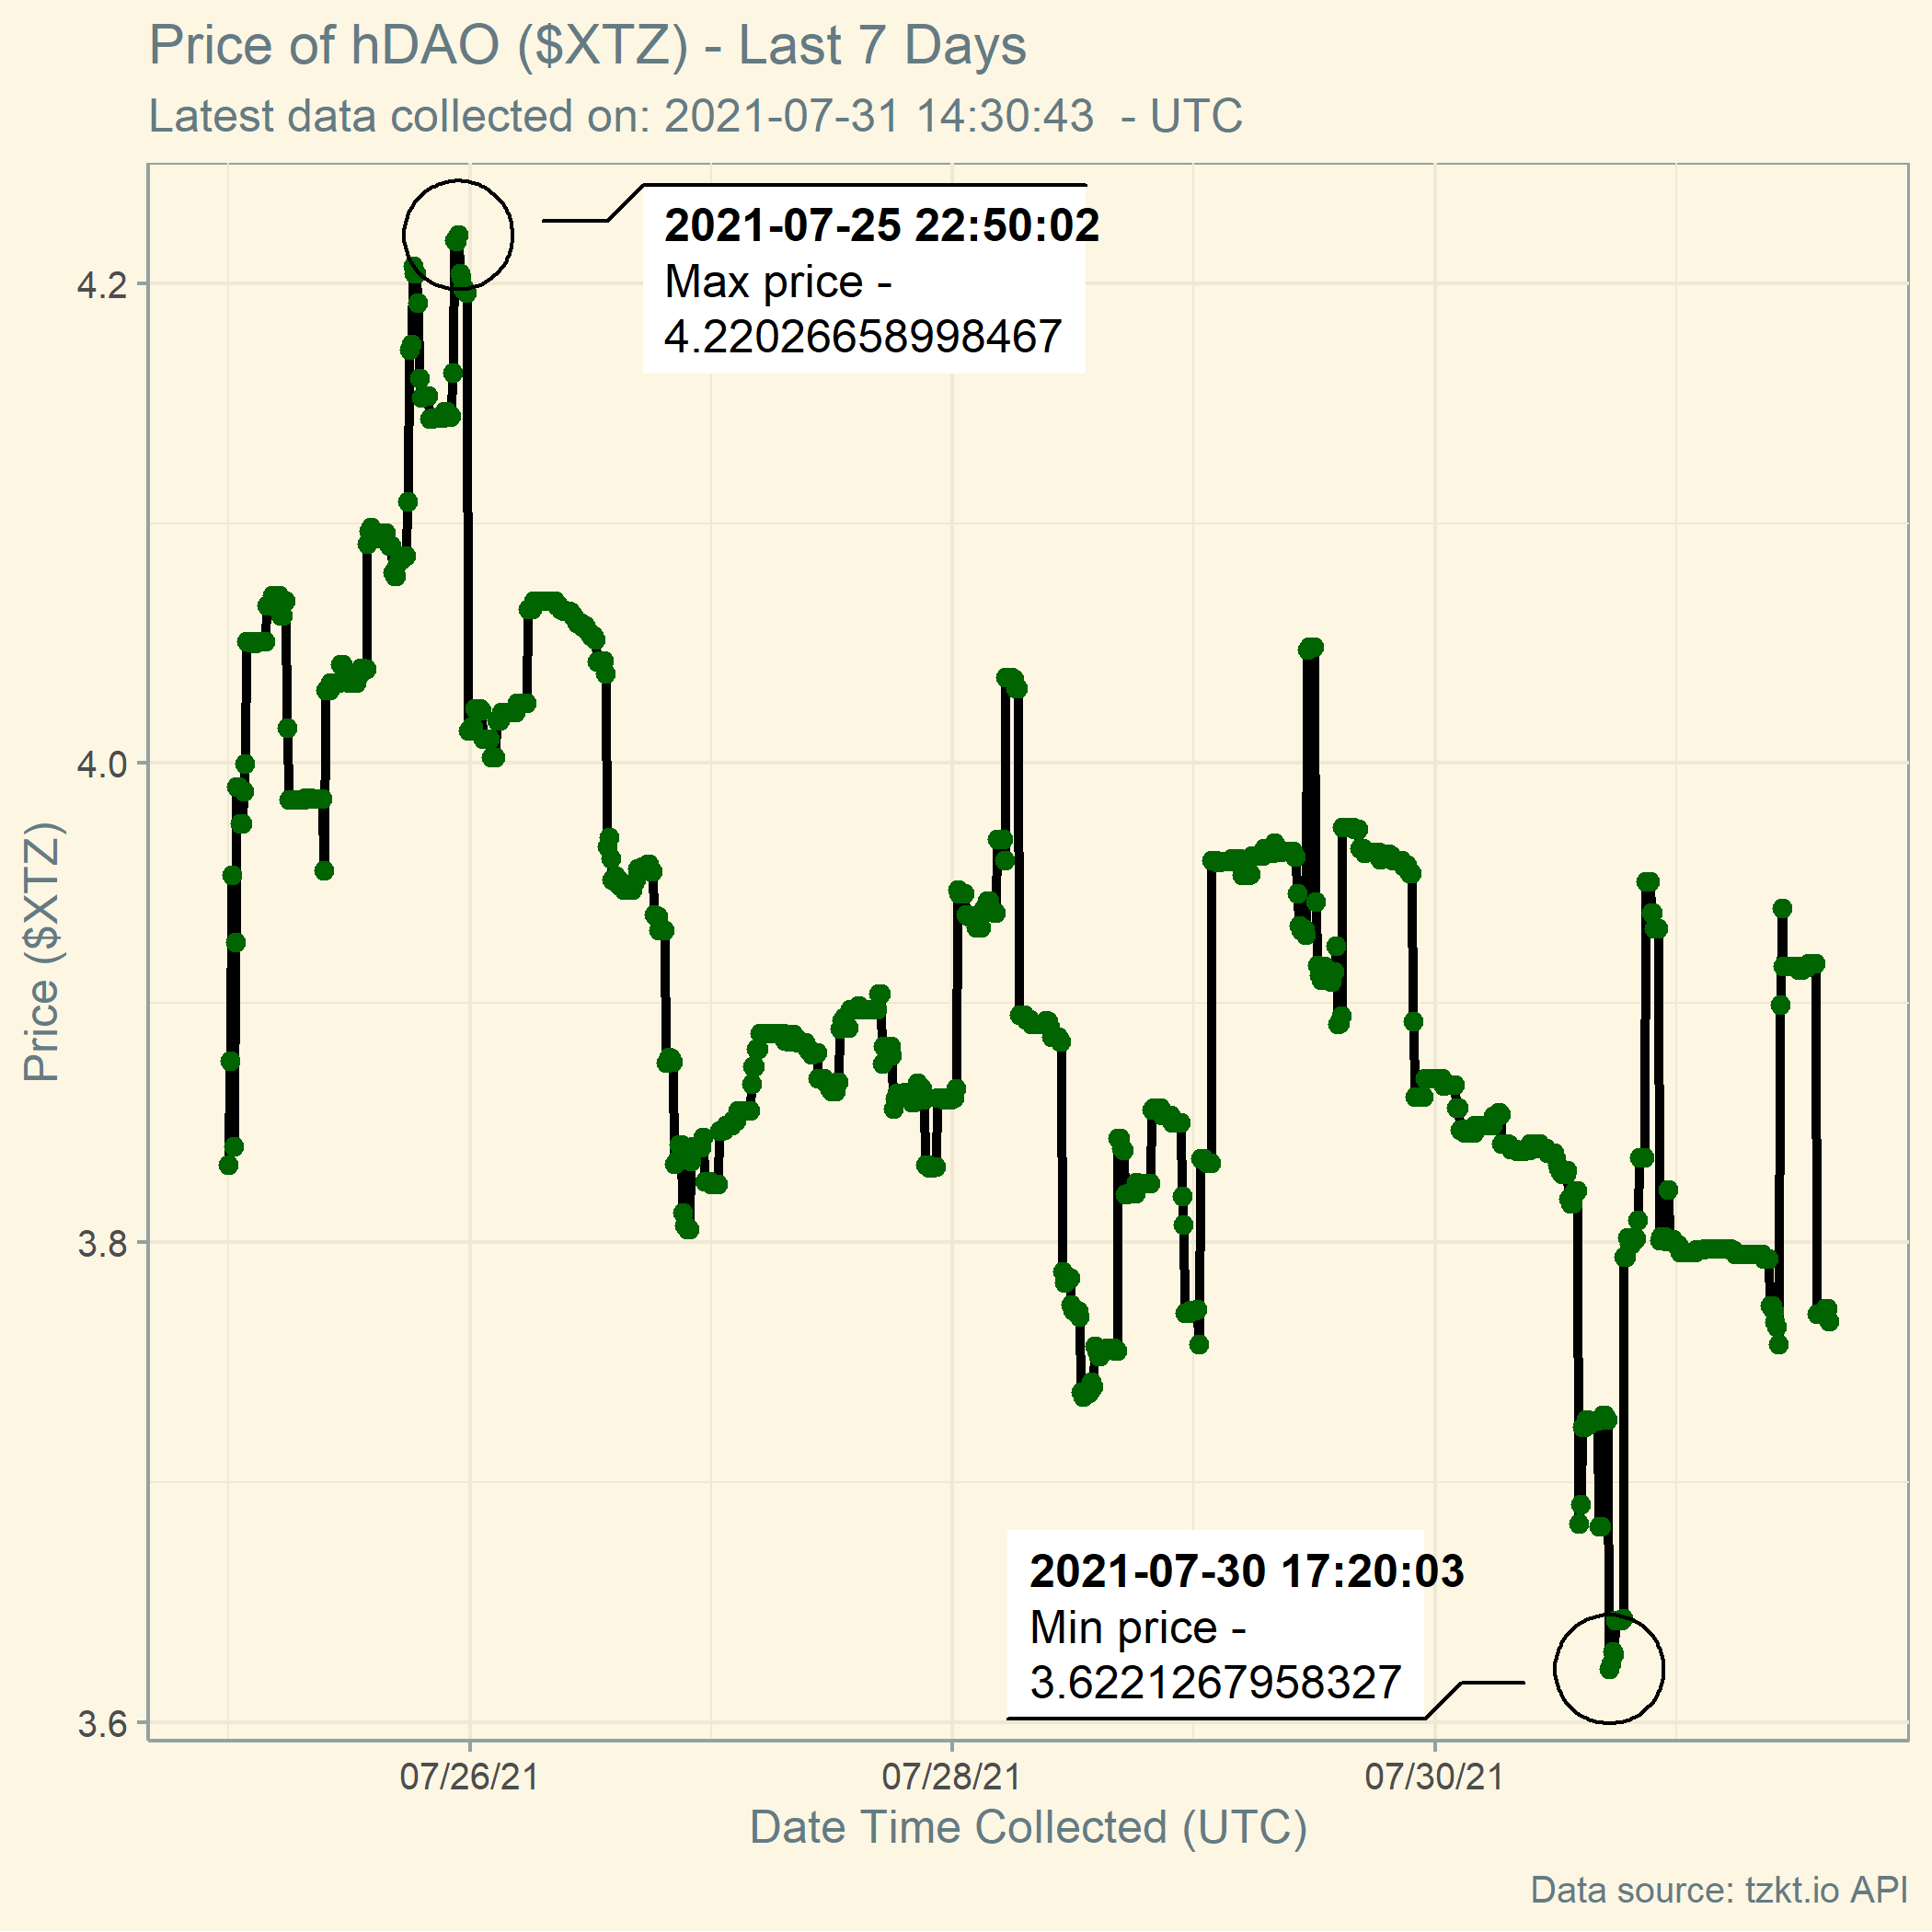 Price of hDAO ($XTZ) - Last 7 Days
Latest data collected on: 2021-07-31 14:30:43  - UTC
2021-07-25 22:50:02
Max price -
4.22026658998467
4.2
4.0
3.8
3.6
Price ($XTZ)
2021-07-30 17:20:03
Min price -
3.6221267958327
07/26/21
07/28/21
07/30/21
Date Time Collected (UTC)
Data source: tzkt.io API